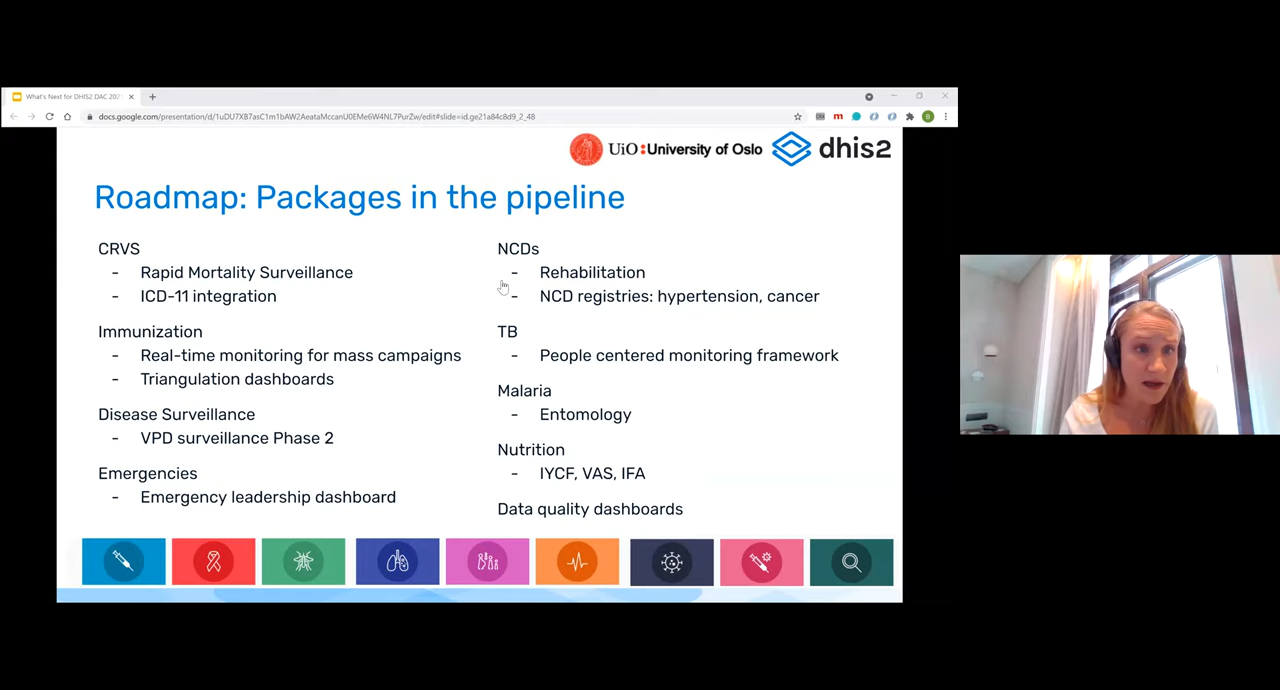 What's Next for DHIS2 DAC 202
docs.google.com/presentation/d/1uDU7XB7asC1m1bAW2AeataMccanU0EMe6W4NL7PurZw/edit#slide=id.ge21a84c8d9_2_48
UiO:University of Oslo
dhis2
Roadmap: Packages in the pipeline
CRVS
- Rapid Mortality Surveillance
- ICD-11 integration
Immunization
- Real-time monitoring for mass campaigns
- Triangulation dashboards
Disease Surveillance
- VPD surveillance Phase 2
Emergencies
- Emergency leadership dashboard
NCDs
- Rehabilitation
- NCD registries: hypertension, cancer
TB
- People centered monitoring framework
Malaria
- Entomology
Nutrition
- IYCF, VAS, IFA
Data quality dashboards